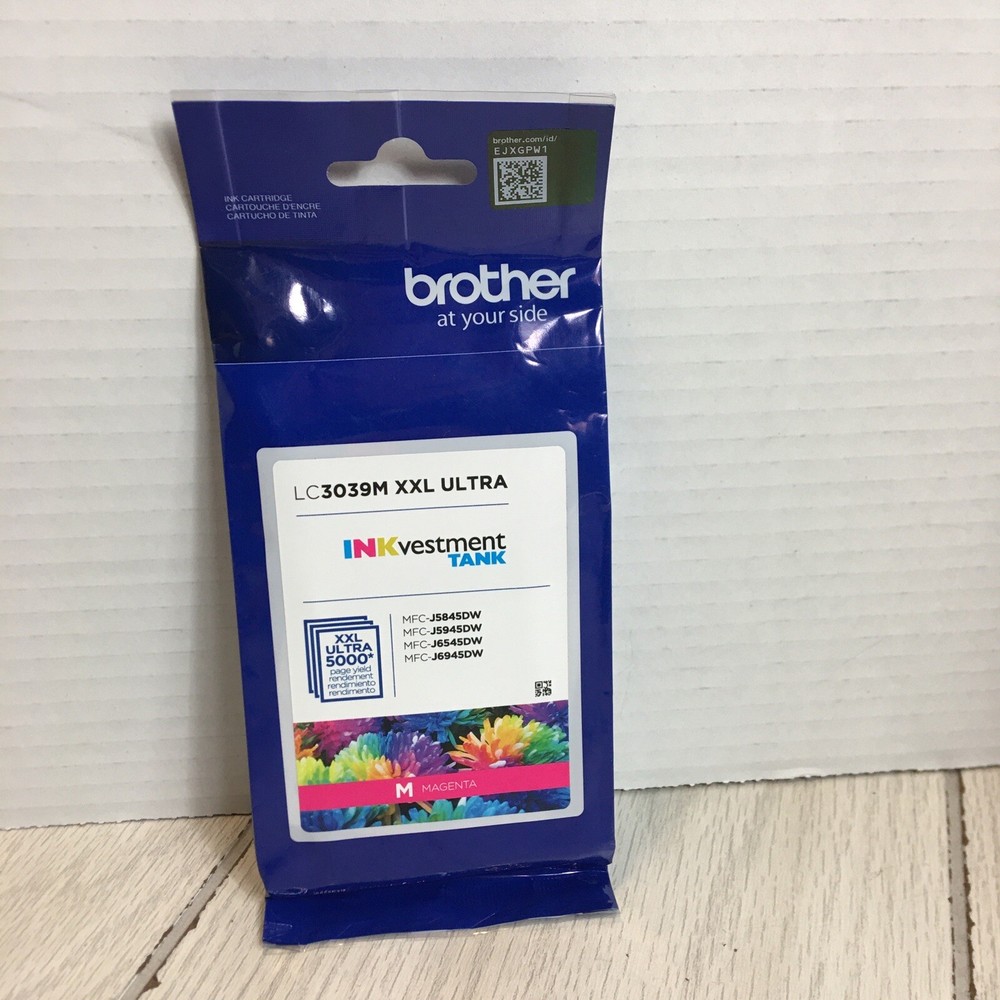 brother.com/id/
EJXGPW1
INK CARTRIDGE
CARTOUCHE D'ENCRE
CARTUCHO DE TINTA
brother
at your side
LC3039M XXL ULTRA
INKvestment
TANK
XXL
ULTRA
5000*
page yield
rendement
rendimiento
rendimento
MFC-J5845DW
MFC-J5945DW
MFC-J6545DW
MFC-J6945DW
M MAGENTA